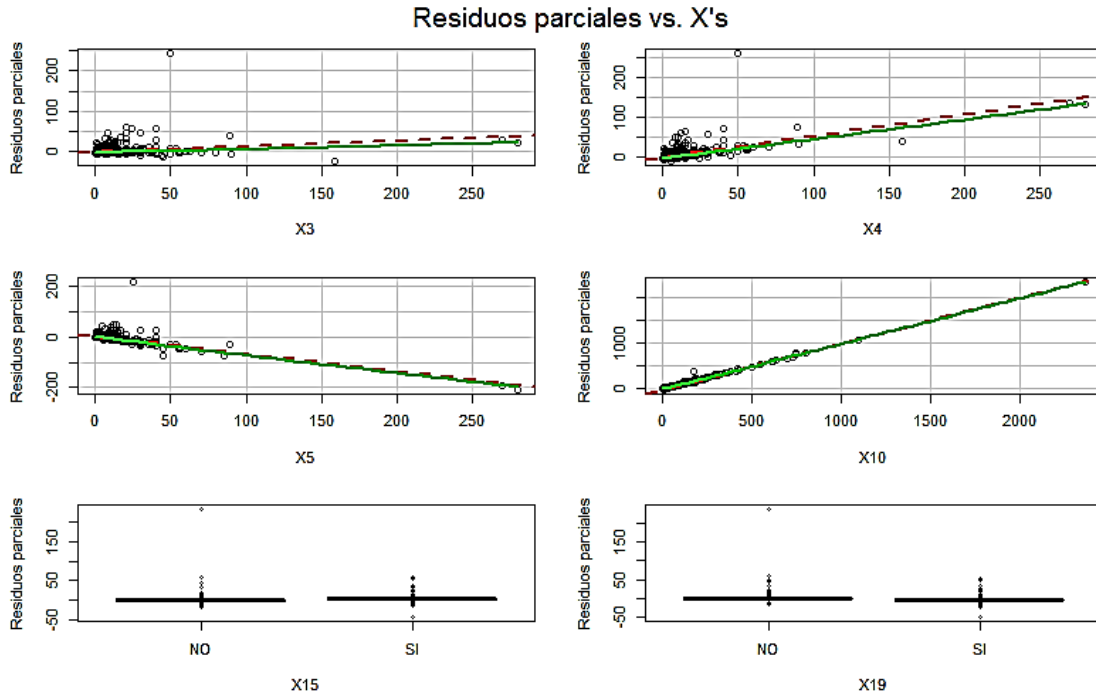 Residuos parciales vs. X's
Residuos parciales
200
100
0
0 50 100 150 200 250
X3
Residuos parciales
200
100
0
0 50 100 150 200 250
X4
Residuos parciales
200
0
-200
0 50 100 150 200 250
X5
Residuos parciales
1000
0
0 500 1000 1500 2000
X10
Residuos parciales
150
50
-50
NO SI
X15
Residuos parciales
150
50
-50
NO SI
X19